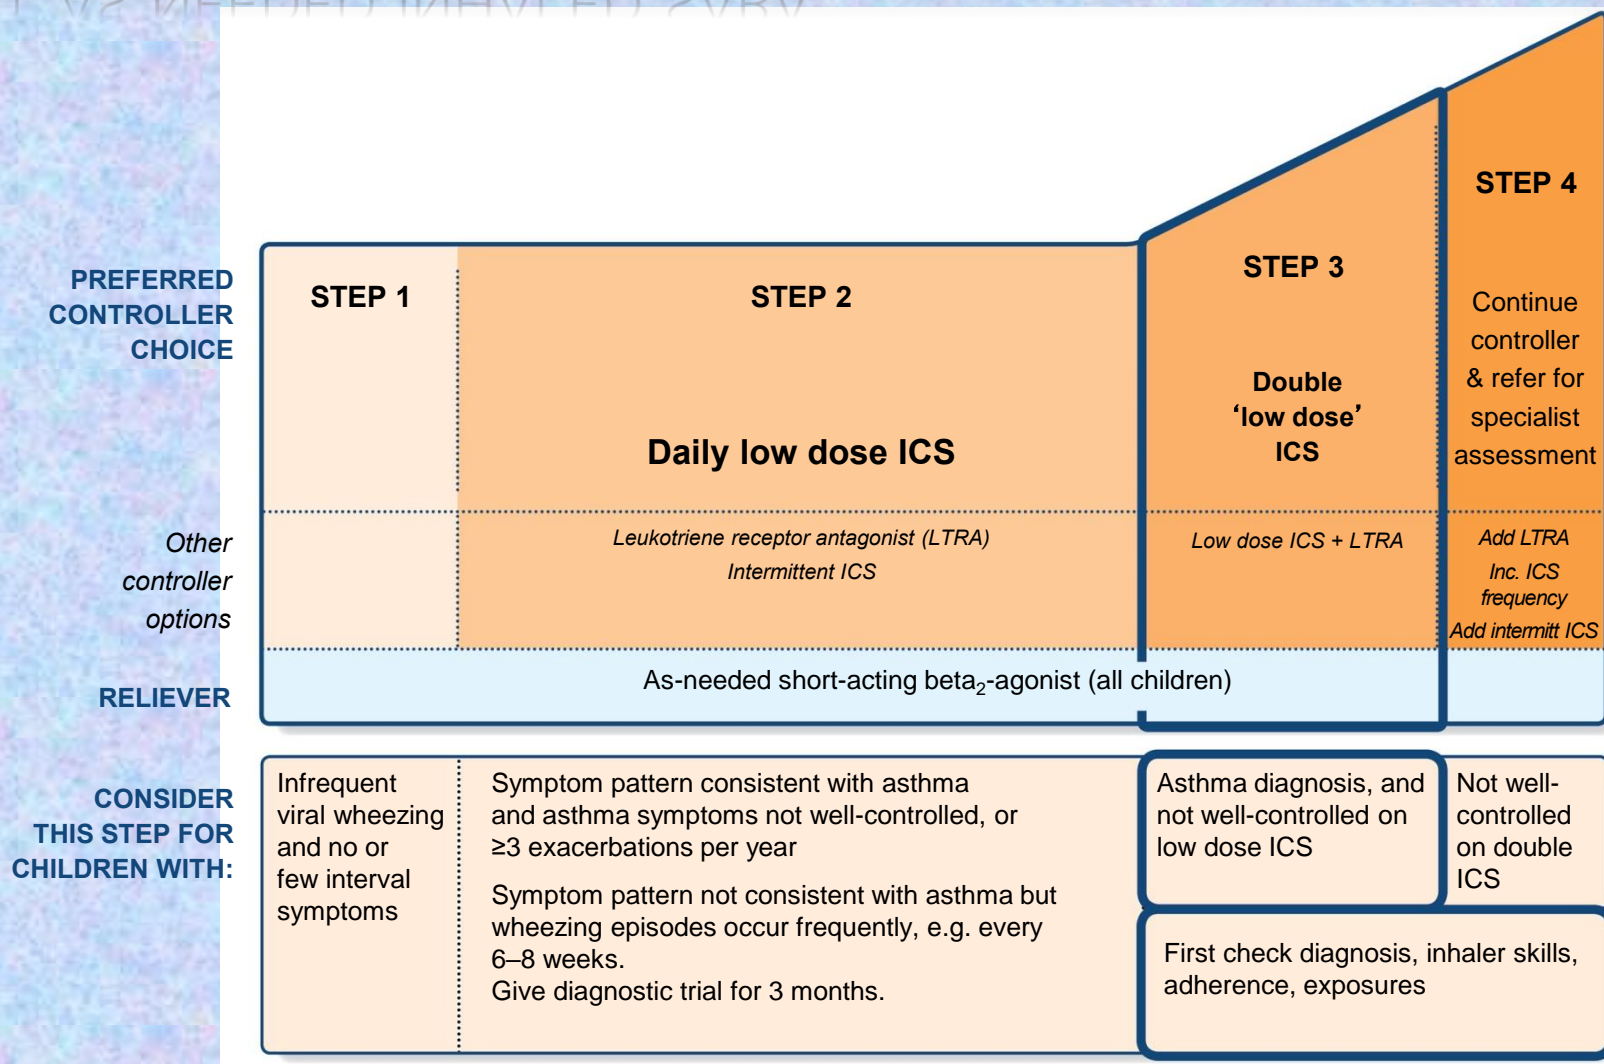 PREFERRED
CONTROLLER
CHOICE
STEP 1
STEP 2
Daily low dose ICS
STEP 3
Double
‘low dose’
ICS
STEP 4
Continue
controller
& refer for
specialist
assessment
Other
controller
options
Leukotriene receptor antagonist (LTRA)
Intermittent ICS
Low dose ICS + LTRA
Add LTRA
Inc. ICS
frequency
Add intermitt ICS
RELIEVER
As-needed short-acting beta₂-agonist (all children)
CONSIDER
THIS STEP FOR
CHILDREN WITH:
Infrequent
viral wheezing
and no or
few interval
symptoms
Symptom pattern consistent with asthma
and asthma symptoms not well-controlled, or
≥3 exacerbations per year
Symptom pattern not consistent with asthma but
wheezing episodes occur frequently, e.g. every
6–8 weeks.
Give diagnostic trial for 3 months.
Asthma diagnosis, and
not well-controlled on
low dose ICS
Not well-
controlled
on double
ICS
First check diagnosis, inhaler skills,
adherence, exposures